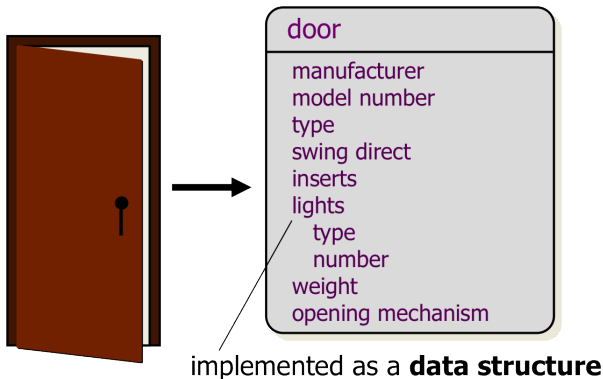 door
manufacturer
model number
type
swing direct
inserts
lights
type
number
weight
opening mechanism
implemented as a data structure